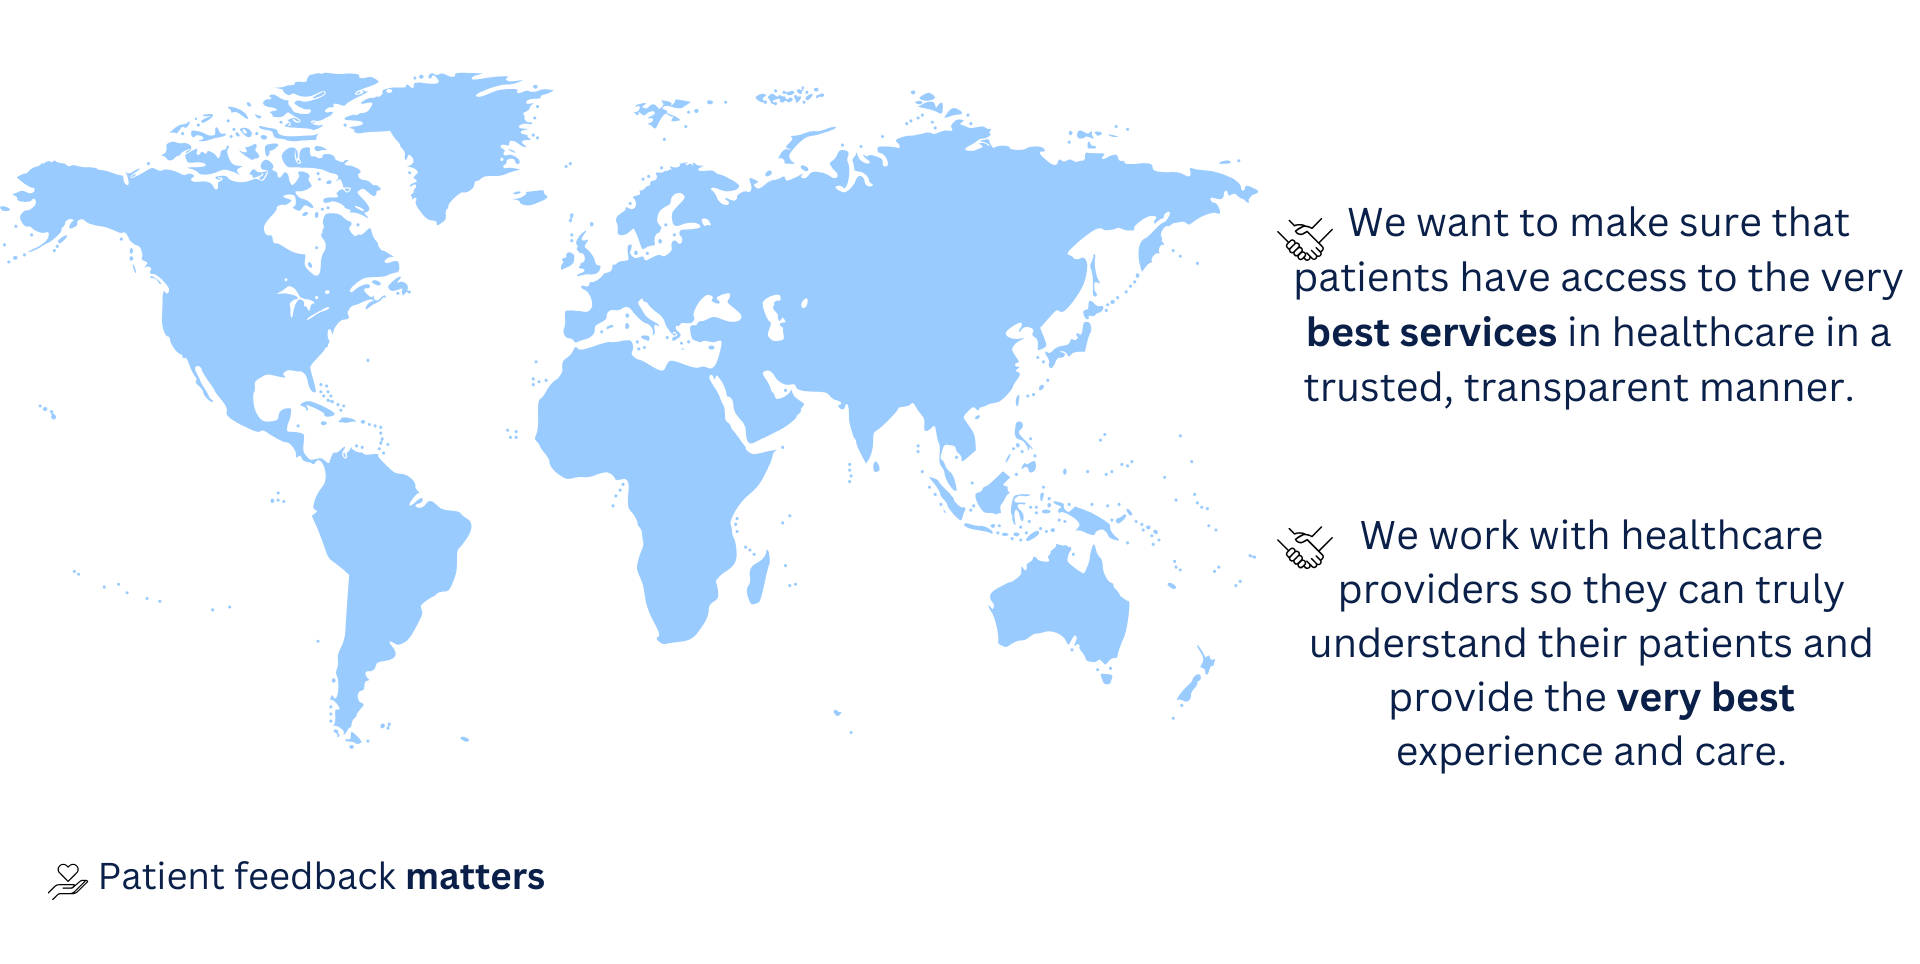 We want to make sure that
patients have access to the very
best services in healthcare in a
trusted, transparent manner.
We work with healthcare
providers so they can truly
understand their patients and
provide the very best
experience and care.
Patient feedback matters